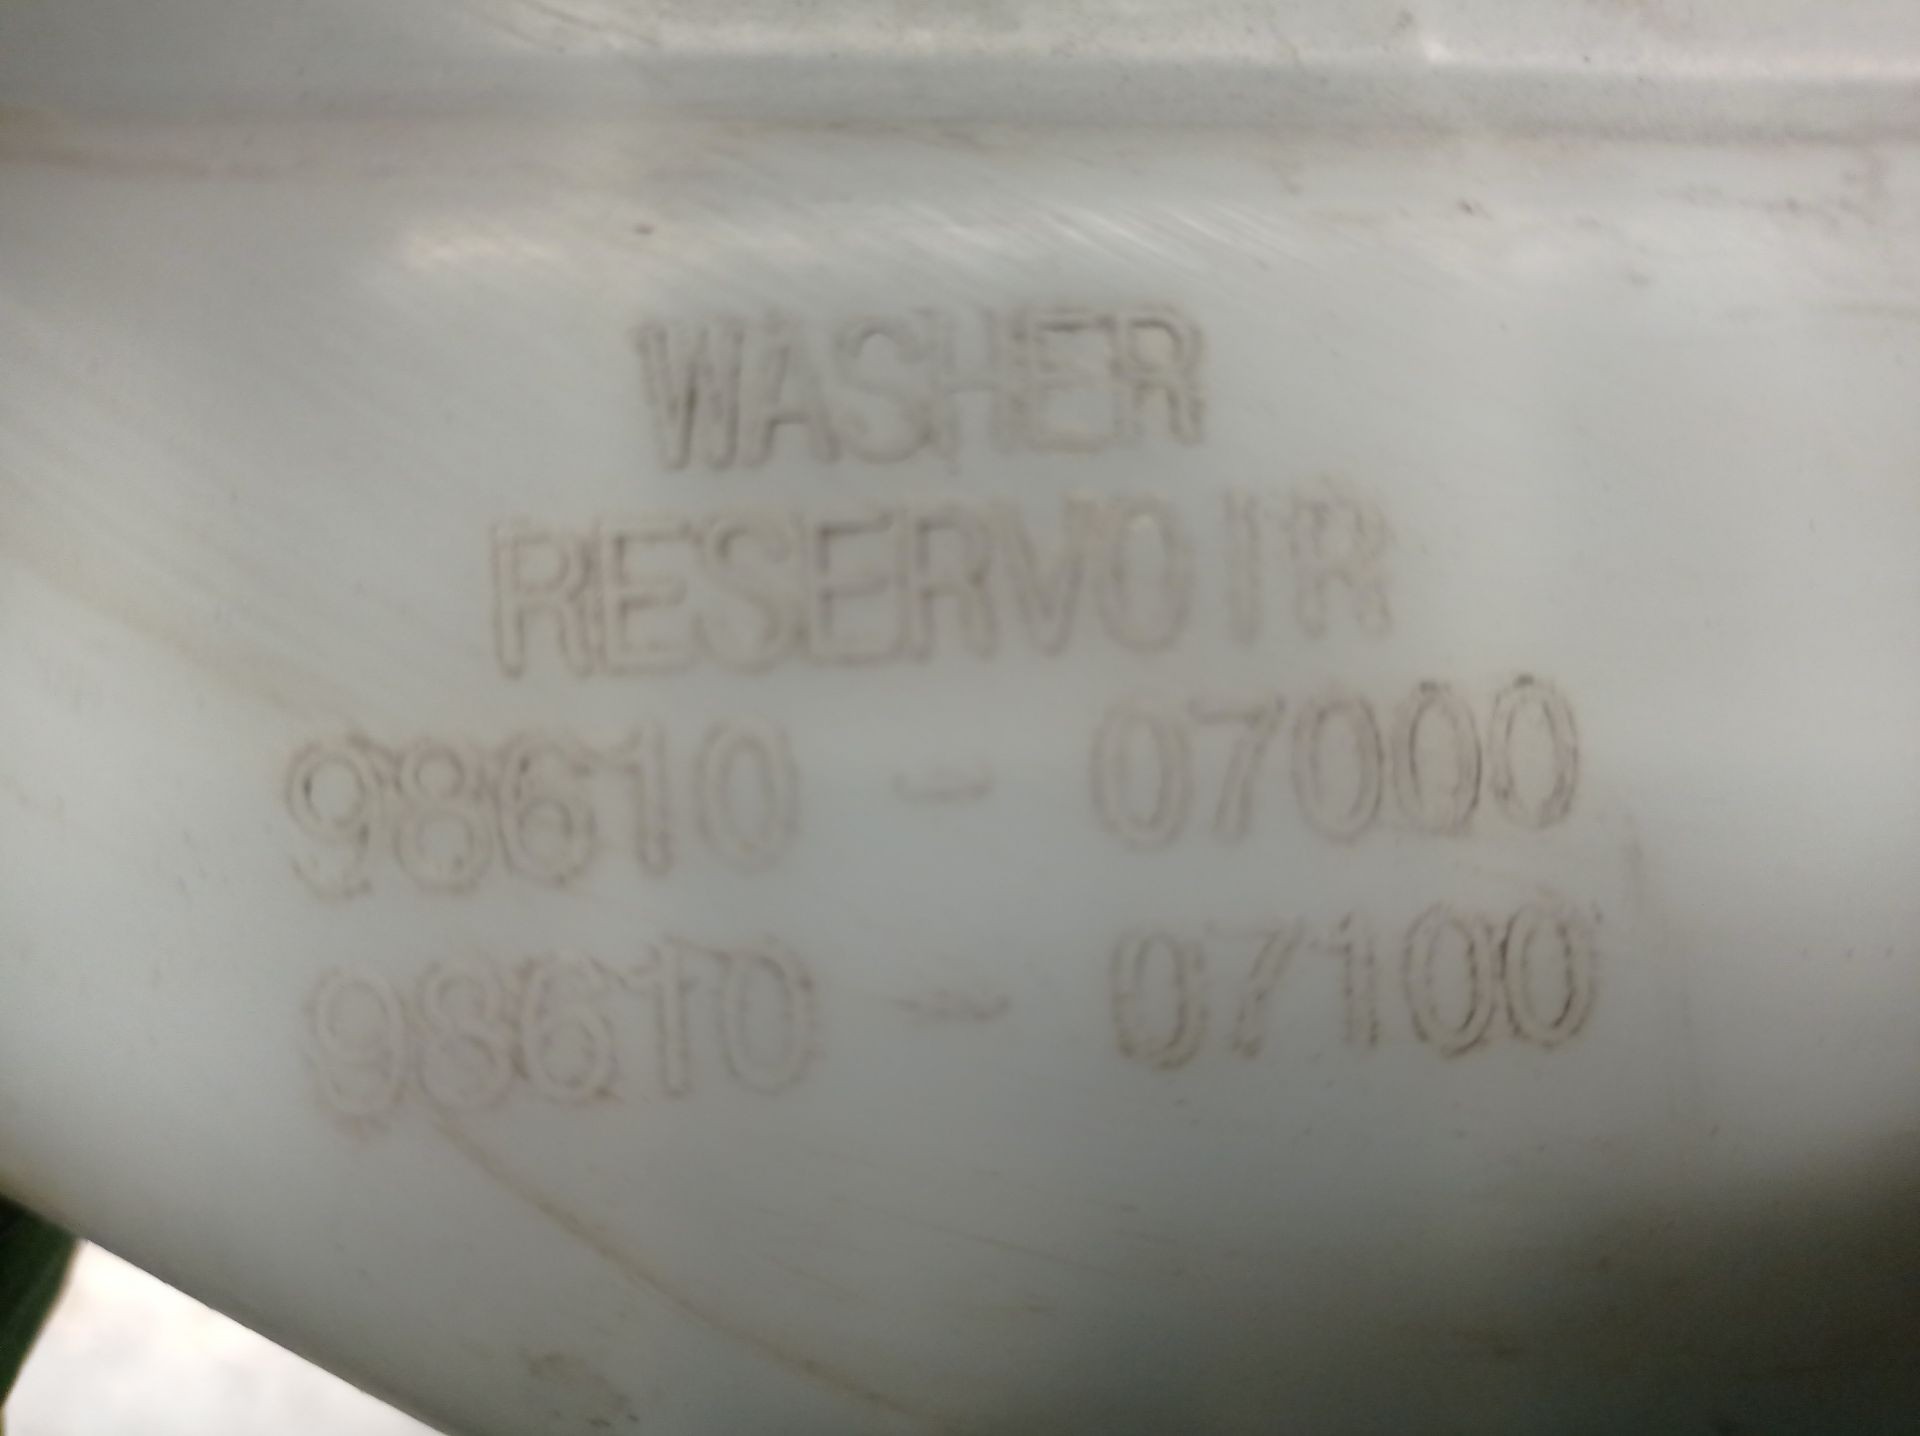 WASHER
RESERVOIR
98610 - 07000
98610 - 07100